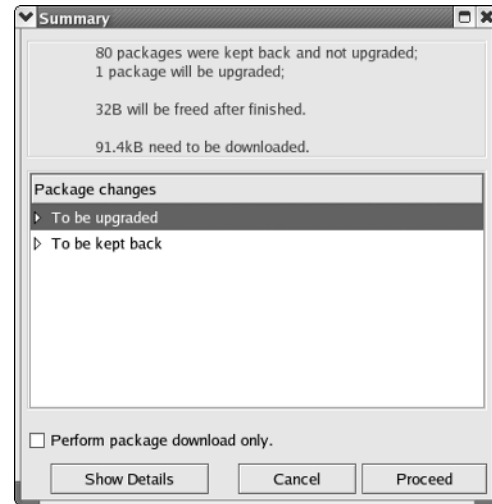 Summary
80 packages were kept back and not upgraded;
1 package will be upgraded;
32B will be freed after finished.
91.4kB need to be downloaded.
Package changes
To be upgraded
To be kept back
Perform package download only.
Show Details
Cancel
Proceed